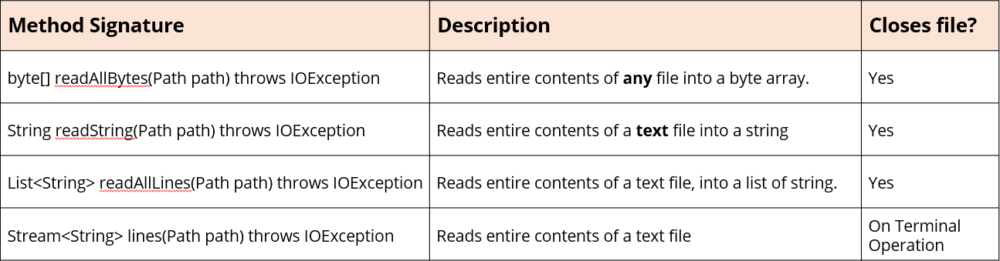 Method Signature
Description
Closes file?
byte[] readAllBytes(Path path) throws IOException
Reads entire contents of any file into a byte array.
Yes
String readString(Path path) throws IOException
Reads entire contents of a text file into a string
Yes
List<String> readAllLines(Path path) throws IOException
Reads entire contents of a text file, into a list of string.
Yes
Stream<String> lines(Path path) throws IOException
Reads entire contents of a text file
On Terminal
Operation